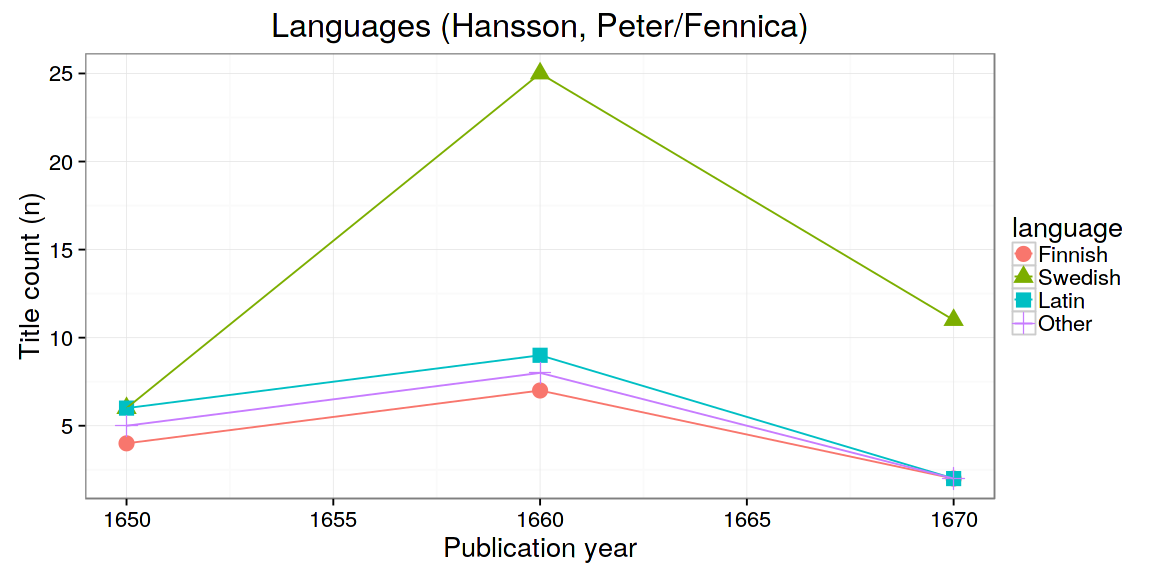 Languages (Hansson, Peter/Fennica)
Title count (n)
25
20
15
10
5
1650 1655 1660 1665 1670
Publication year
language
Finnish
Swedish
Latin
Other